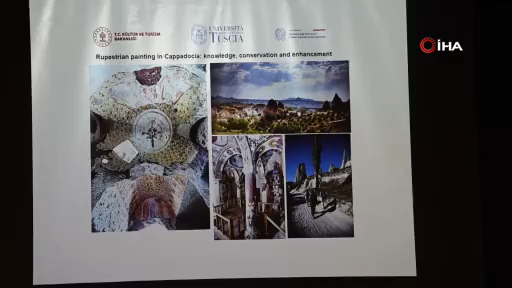 T.C. KÜLTÜR VE TURİZM
BAKANLIĞI
UNIVERSITÀ
TUSCIA
Rupestrian painting in Cappadocia: knowledge, conservation and enhancement
İHA